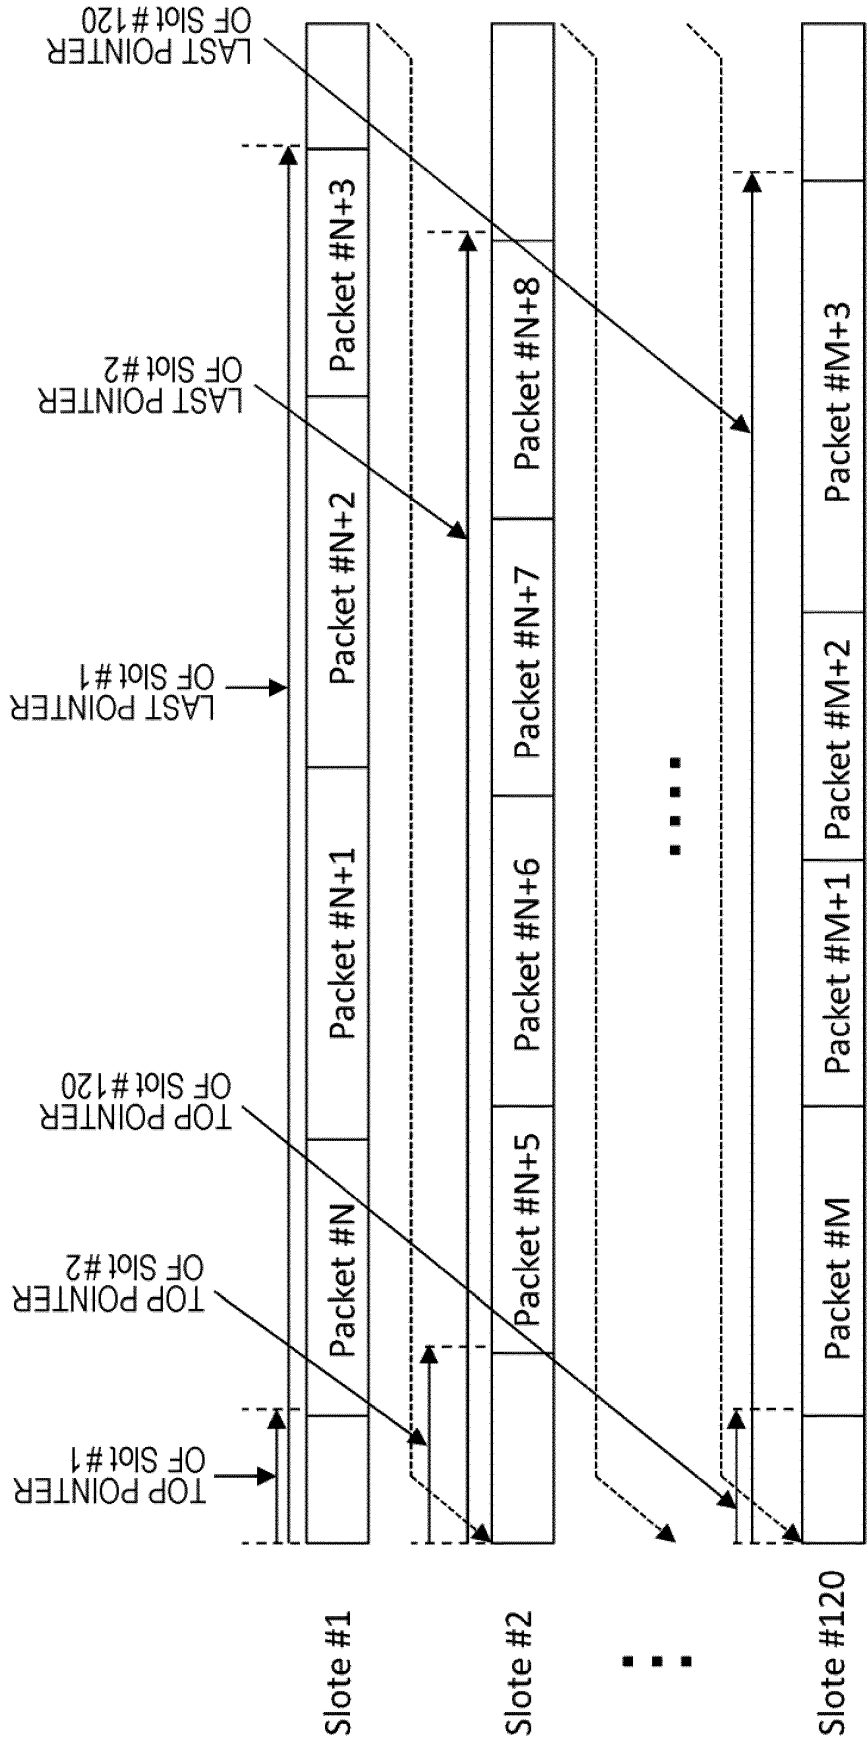 TOP POINTER
OF Slot #1
TOP POINTER
OF Slot #2
TOP POINTER
OF Slot #120
LAST POINTER
OF Slot #1
LAST POINTER
OF Slot #2
LAST POINTER
OF Slot #120
Slote #1
Packet #N
Packet #N+1
Packet #N+2
Packet #N+3
Slote #2
Packet #N+5
Packet #N+6
Packet #N+7
Packet #N+8
Slote #120
Packet #M
Packet #M+1
Packet #M+2
Packet #M+3